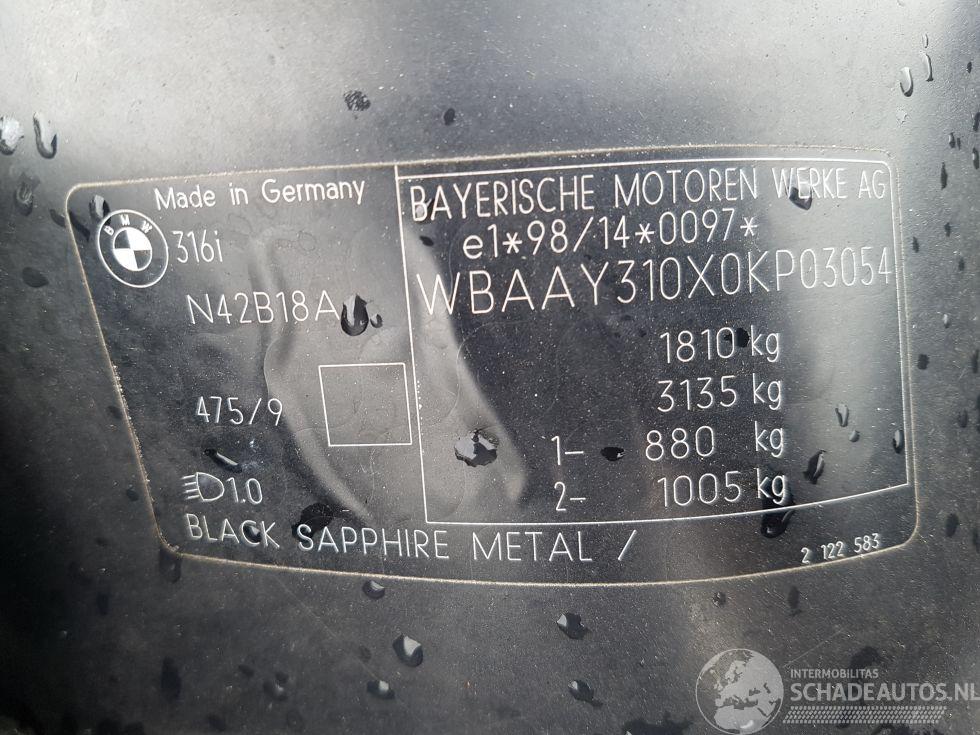 Made in Germany
BMW
316i
N42B18A
475/9
1.0
BLACK SAPPHIRE METAL /
BAYERISCHE MOTOREN WERKE AG
e1*98/14*0097*
WBAAY310X0KP03054
1810 kg
3135 kg
1- 880 kg
2- 1005 kg
2 122 583
INTERMOBILITAS
SCHADEAUTOS.NL